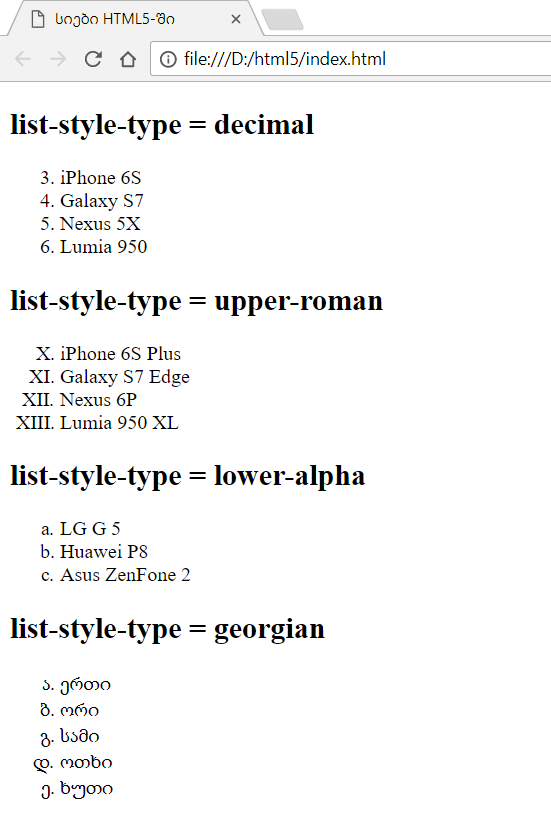 სიები HTML5-ში
file:///D:/html5/index.html
list-style-type = decimal
3. iPhone 6S
4. Galaxy S7
5. Nexus 5X
6. Lumia 950
list-style-type = upper-roman
X. iPhone 6S Plus
XI. Galaxy S7 Edge
XII. Nexus 6P
XIII. Lumia 950 XL
list-style-type = lower-alpha
a. LG G 5
b. Huawei P8
c. Asus ZenFone 2
list-style-type = georgian
ა. ერთი
ბ. ორი
გ. სამი
დ. ოთხი
ე. ხუთი